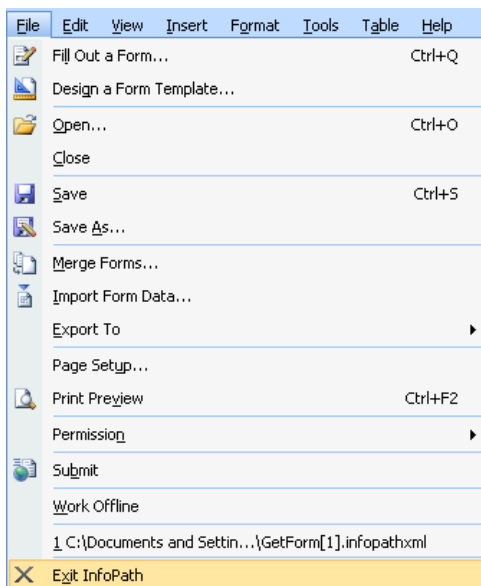 File Edit View Insert Format Tools Table Help
Fill Out a Form... Ctrl+Q
Design a Form Template...
Open... Ctrl+O
Close
Save Ctrl+S
Save As...
Merge Forms...
Import Form Data...
Export To
Page Setup...
Print Preview Ctrl+F2
Permission
Submit
Work Offline
1 C:\Documents and Settin...\GetForm[1].infopathxml
Exit InfoPath